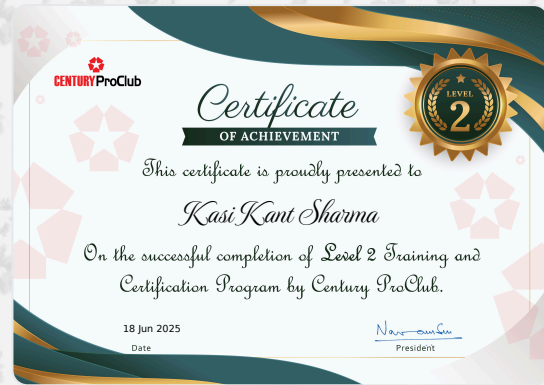 CENTURY ProClub
LEVEL
2
Certificate
OF ACHIEVEMENT
This certificate is proudly presented to
Kasi Kant Sharma
On the successful completion of Level 2 Training and
Certification Program by Century ProClub.
18 Jun 2025
Date
President